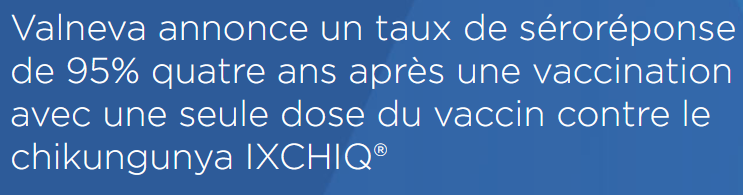 Valneva annonce un taux de séroréponse
de 95% quatre ans après une vaccination
avec une seule dose du vaccin contre le
chikungunya IXCHIQ®